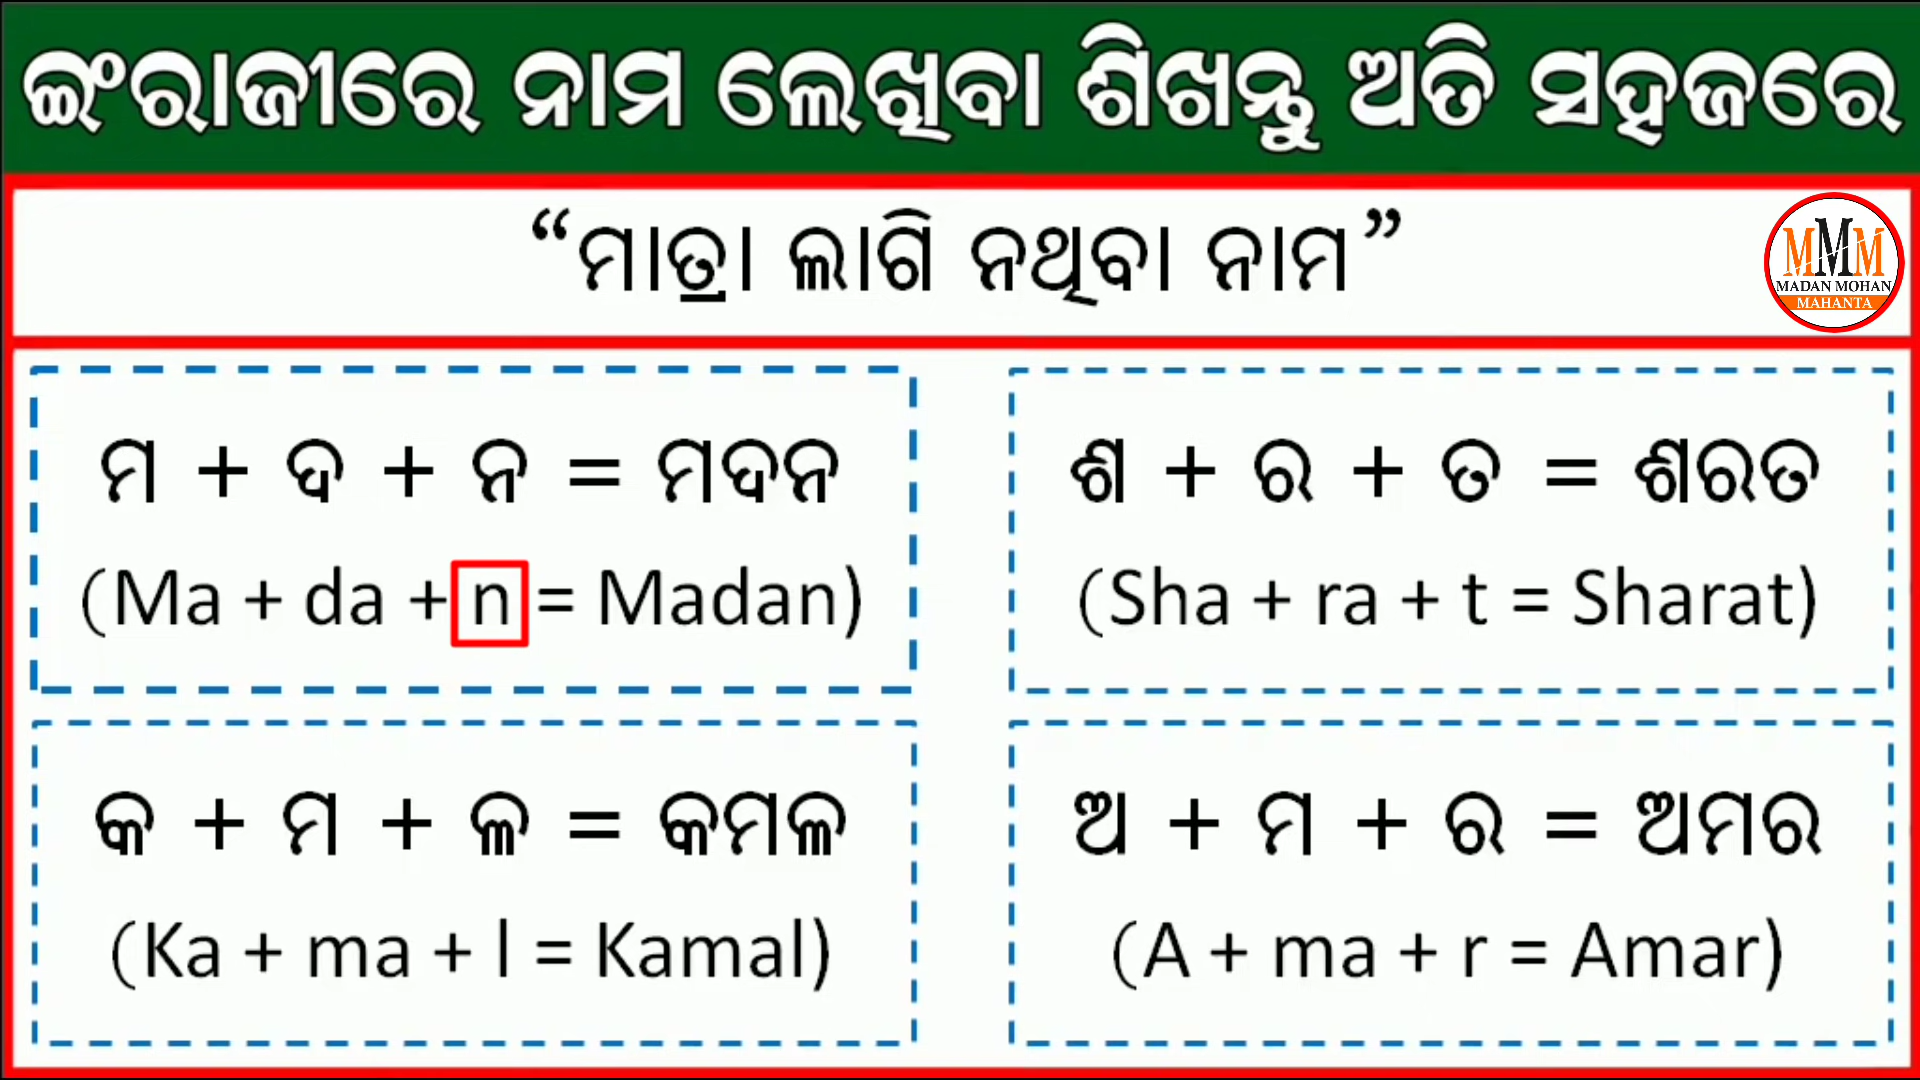 ଇଂରାଜୀରେ ନାମ ଲେଖିବା ଶିଖନ୍ତୁ ଅତି ସହଜରେ
“ମାତ୍ରା ଲାଗି ନଥିବା ନାମ”
MMM
MADAN MOHAN
MAHANTA
ମ + ଦ + ନ = ମଦନ
(Ma + da + n = Madan)
ଶ + ର + ତ = ଶରତ
(Sha + ra + t = Sharat)
କ + ମ + ଳ = କମଳ
(Ka + ma + l = Kamal)
ଅ + ମ + ର = ଅମର
(A + ma + r = Amar)